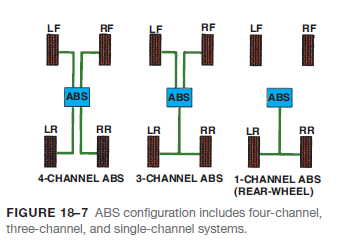 LF RF LF RF LF RF
ABS ABS ABS
LR RR LR RR LR RR
4-CHANNEL ABS 3-CHANNEL ABS 1-CHANNEL ABS
(REAR-WHEEL)
FIGURE 18–7 ABS configuration includes four-channel,
three-channel, and single-channel systems.